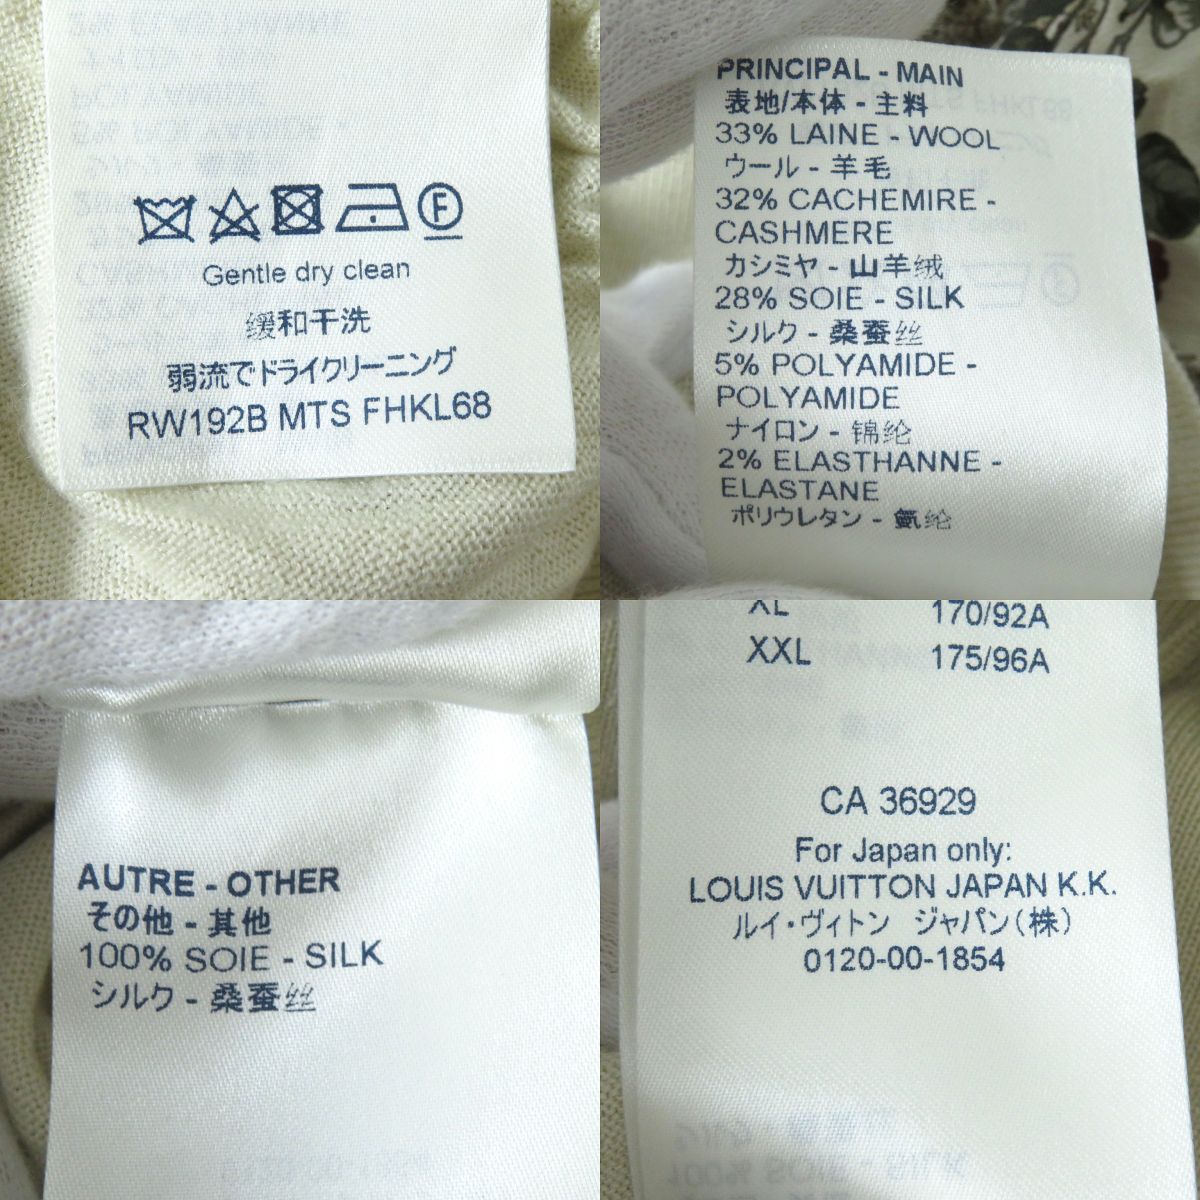 F
Gentle dry clean
缓和干洗
弱流でドライクリーニング
RW192B MTS FHKL68
PRINCIPAL - MAIN
表地/本体 - 主料
33% LAINE - WOOL
ウール - 羊毛
32% CACHEMIRE -
CASHMERE
カシミヤ - 山羊绒
28% SOIE - SILK
シルク - 桑蚕丝
5% POLYAMIDE -
POLYAMIDE
ナイロン - 锦纶
2% ELASTHANNE -
ELASTANE
ポリウレタン - 氨纶
AUTRE - OTHER
その他 - 其他
100% SOIE - SILK
シルク - 桑蚕丝
XL 170/92A
XXL 175/96A
CA 36929
For Japan only:
LOUIS VUITTON JAPAN K.K.
ルイ・ヴィトン ジャパン(株)
0120-00-1854